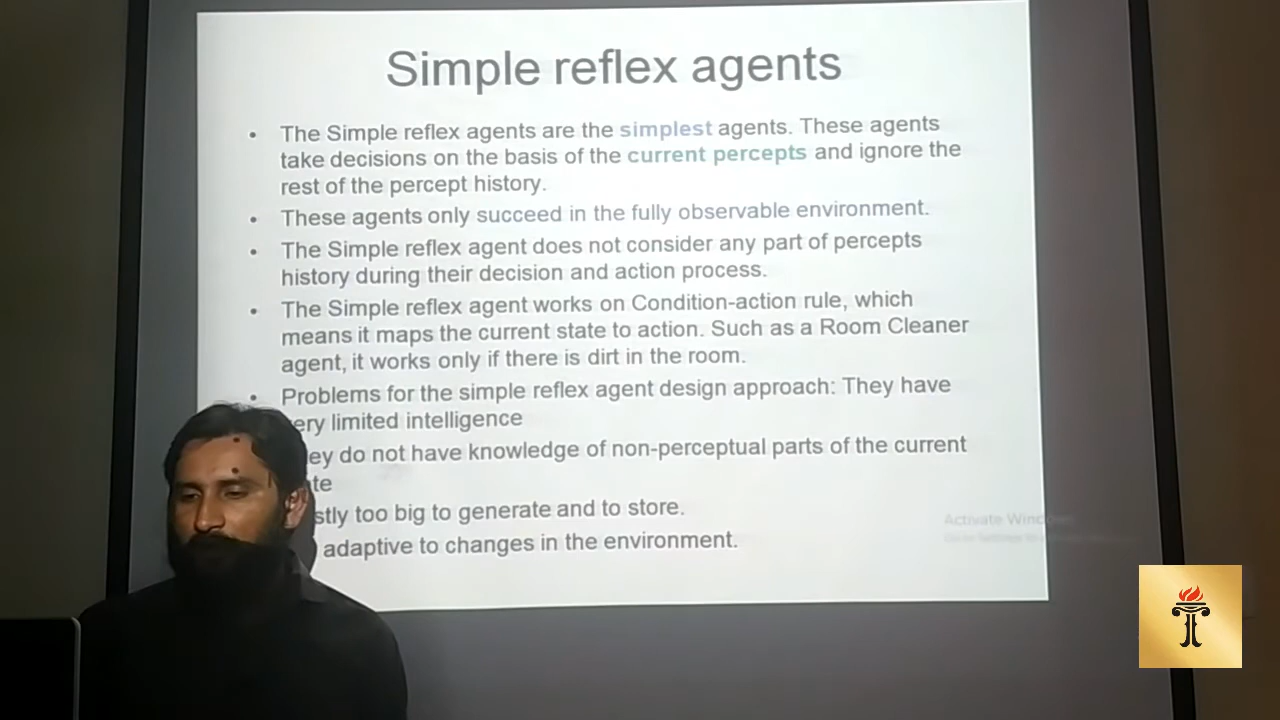 Simple reflex agents
• The Simple reflex agents are the simplest agents. These agents
take decisions on the basis of the current percepts and ignore the
rest of the percept history.
• These agents only succeed in the fully observable environment.
• The Simple reflex agent does not consider any part of percepts
history during their decision and action process.
• The Simple reflex agent works on Condition-action rule, which
means it maps the current state to action. Such as a Room Cleaner
agent, it works only if there is dirt in the room.
• Problems for the simple reflex agent design approach: They have
ery limited intelligence
ey do not have knowledge of non-perceptual parts of the current
te
stly too big to generate and to store.
adaptive to changes in the environment.
Activate Windows